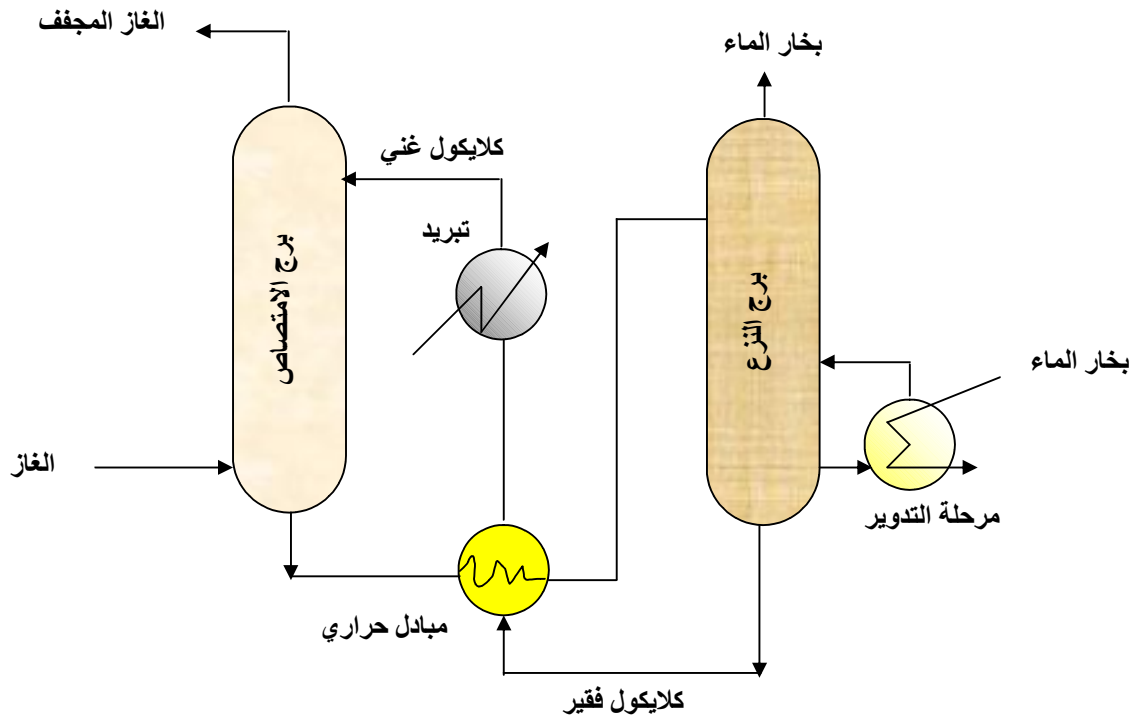 الغاز المجفف
بخار الماء
كلايكول غني
تبريد
برج الامتصاص
برج النزع
بخار الماء
الغاز
مرحلة التدوير
مبادل حراري
كلايكول فقير